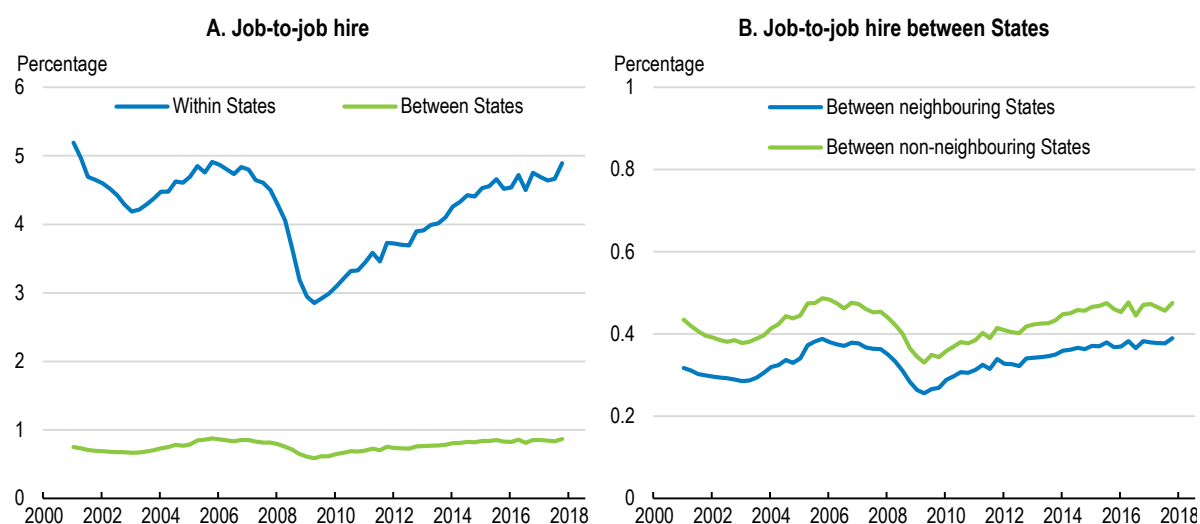 A. Job-to-job hire
Percentage
Within States
Between States
6
5
4
3
2
1
0
2000 2002 2004 2006 2008 2010 2012 2014 2016 2018
B. Job-to-job hire between States
Percentage
Between neighbouring States
Between non-neighbouring States
1
0.8
0.6
0.4
0.2
0
2000 2002 2004 2006 2008 2010 2012 2014 2016 2018